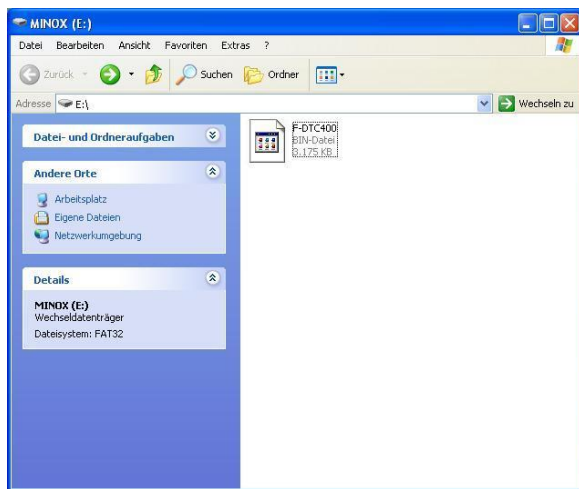 MINOX (E:)
Datei Bearbeiten Ansicht Favoriten Extras ?
Zurück Suchen Ordner
Adresse E:\ Wechseln zu
Datei- und Ordneraufgaben
Andere Orte
Arbeitsplatz
Eigene Dateien
Netzwerkumgebung
Details
MINOX (E:)
Wechseldatenträger
Dateisystem: FAT32
F-DTC400
BIN-Datei
3.175 KB